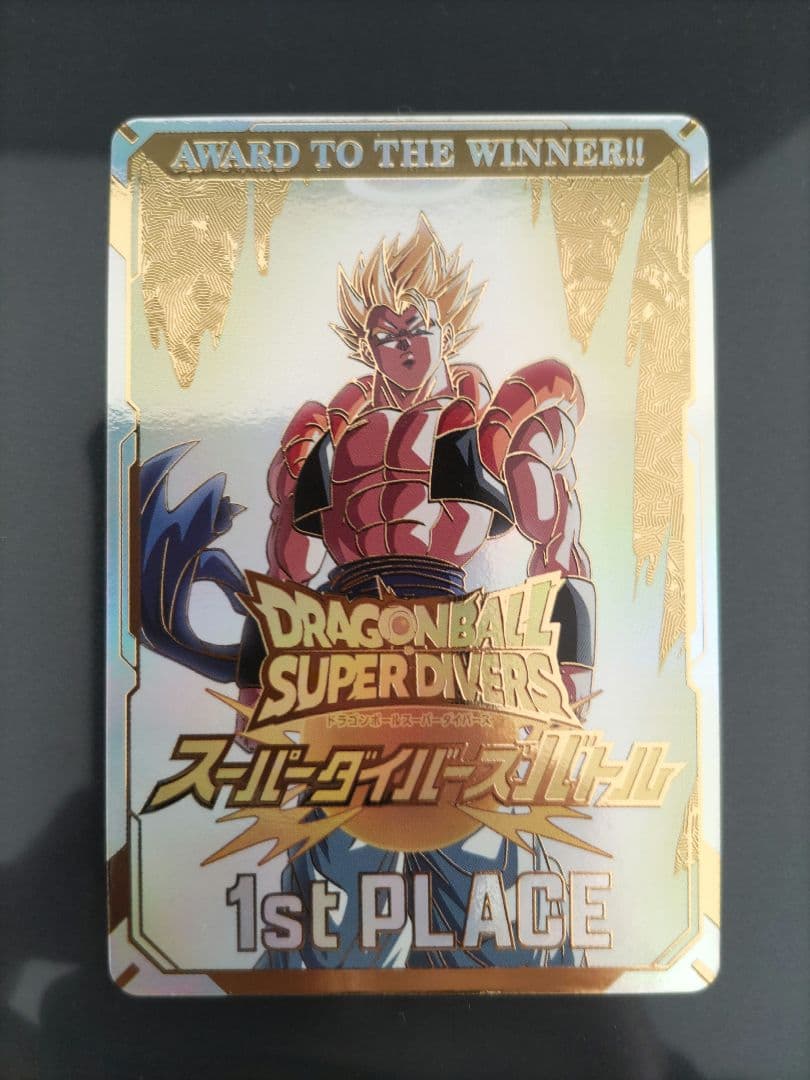 AWARD TO THE WINNER!!
DRAGONBALL
SUPER DIVERS
ドラゴンボールスーパーダイバーズ
スーパーダイバーズバトル
1st PLACE